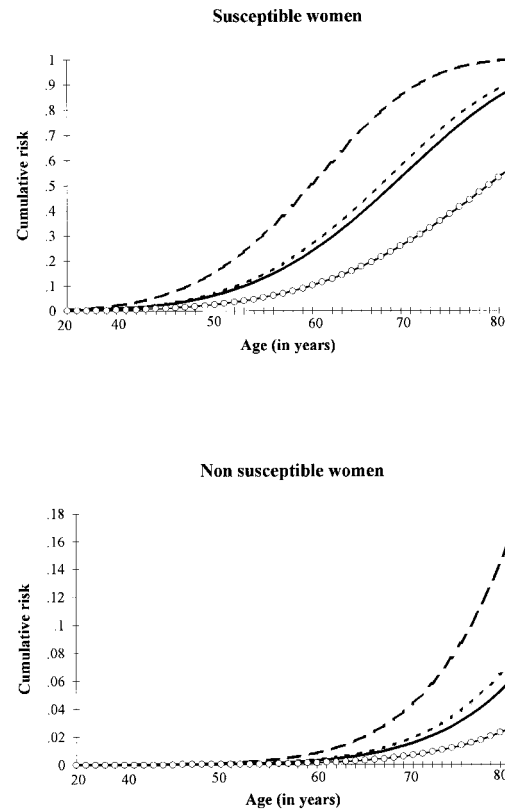 Susceptible women
1
.9
.8
.7
.6
.5
.4
.3
.2
.1
0
Cumulative risk
20 40 50 60 70 80
Age (in years)
Non susceptible women
.18
.16
.14
.12
.1
.08
.06
.04
.02
0
Cumulative risk
20 40 50 60 70 80
Age (in years)